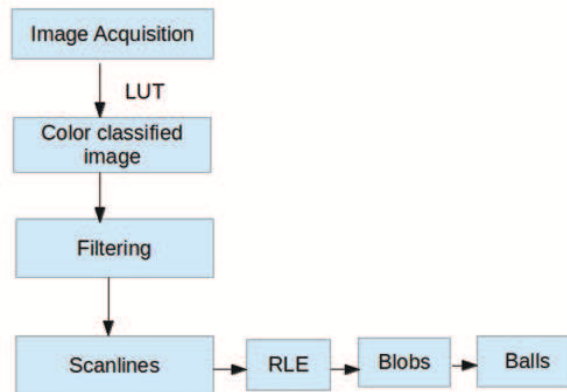 Image Acquisition
LUT
Color classified
image
Filtering
Scanlines
RLE
Blobs
Balls